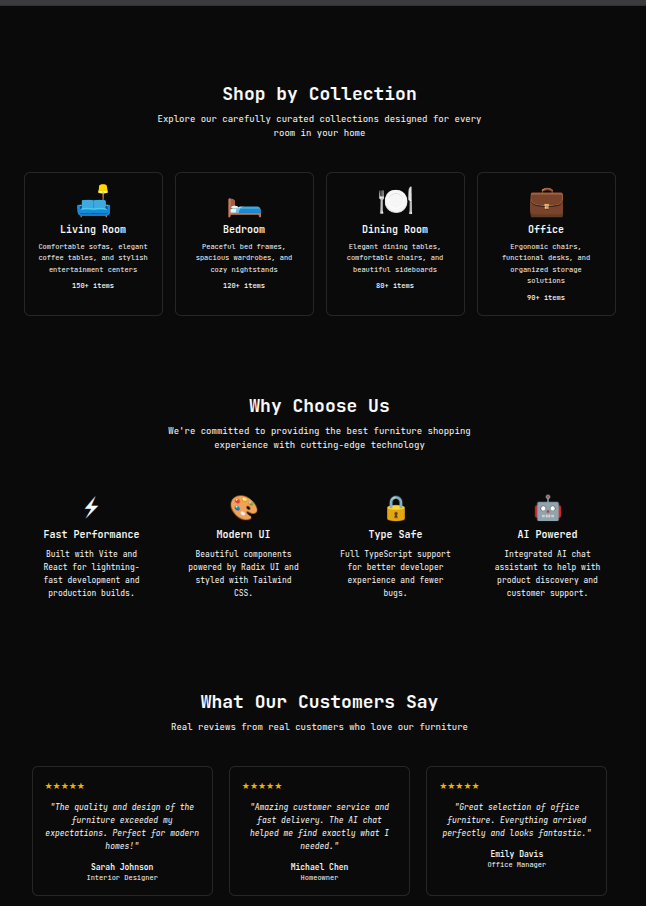 Shop by Collection
Explore our carefully curated collections designed for every
room in your home
Living Room
Comfortable sofas, elegant
coffee tables, and stylish
entertainment centers
150+ items
Bedroom
Peaceful bed frames,
spacious wardrobes, and
cozy nightstands
120+ items
Dining Room
Elegant dining tables,
comfortable chairs, and
beautiful sideboards
80+ items
Office
Ergonomic chairs,
functional desks, and
organized storage
solutions
90+ items
Why Choose Us
We're committed to providing the best furniture shopping
experience with cutting-edge technology
Fast Performance
Built with Vite and
React for lightning-
fast development and
production builds.
Modern UI
Beautiful components
powered by Radix UI and
styled with Tailwind
CSS.
Type Safe
Full TypeScript support
for better developer
experience and fewer
bugs.
AI Powered
Integrated AI chat
assistant to help with
product discovery and
customer support.
What Our Customers Say
Real reviews from real customers who love our furniture
★★★★★
"The quality and design of the
furniture exceeded my
expectations. Perfect for modern
homes!"
Sarah Johnson
Interior Designer
★★★★★
"Amazing customer service and
fast delivery. The AI chat
helped me find exactly what I
needed."
Michael Chen
Homeowner
★★★★★
"Great selection of office
furniture. Everything arrived
perfectly and looks fantastic."
Emily Davis
Office Manager